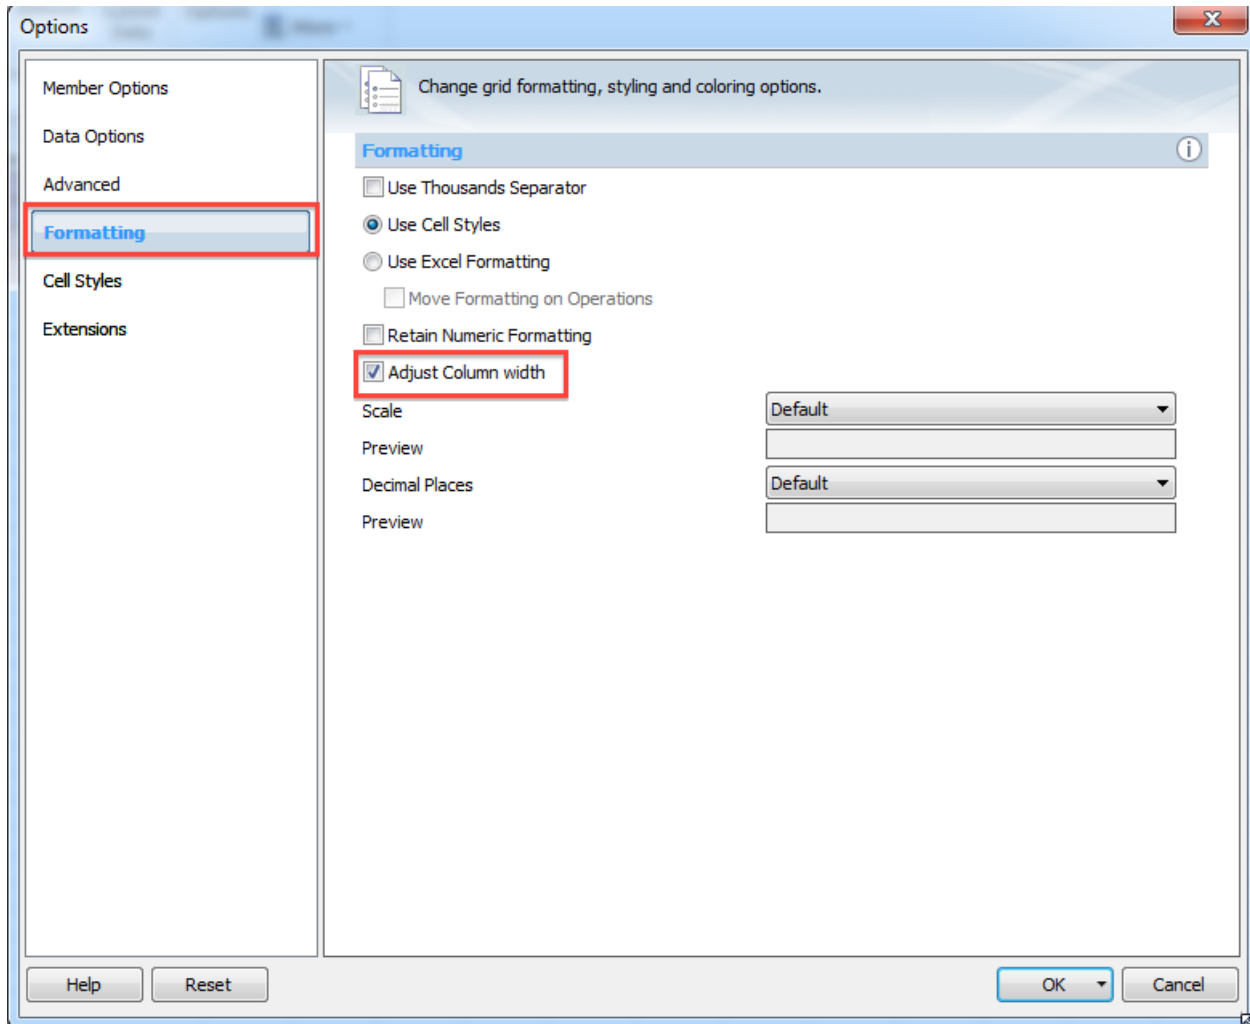 Options
Member Options
Data Options
Advanced
Formatting
Cell Styles
Extensions
Change grid formatting, styling and coloring options.
Formatting
Use Thousands Separator
Use Cell Styles
Use Excel Formatting
Move Formatting on Operations
Retain Numeric Formatting
Adjust Column width
Scale
Default
Preview
Decimal Places
Default
Preview
Help
Reset
OK
Cancel